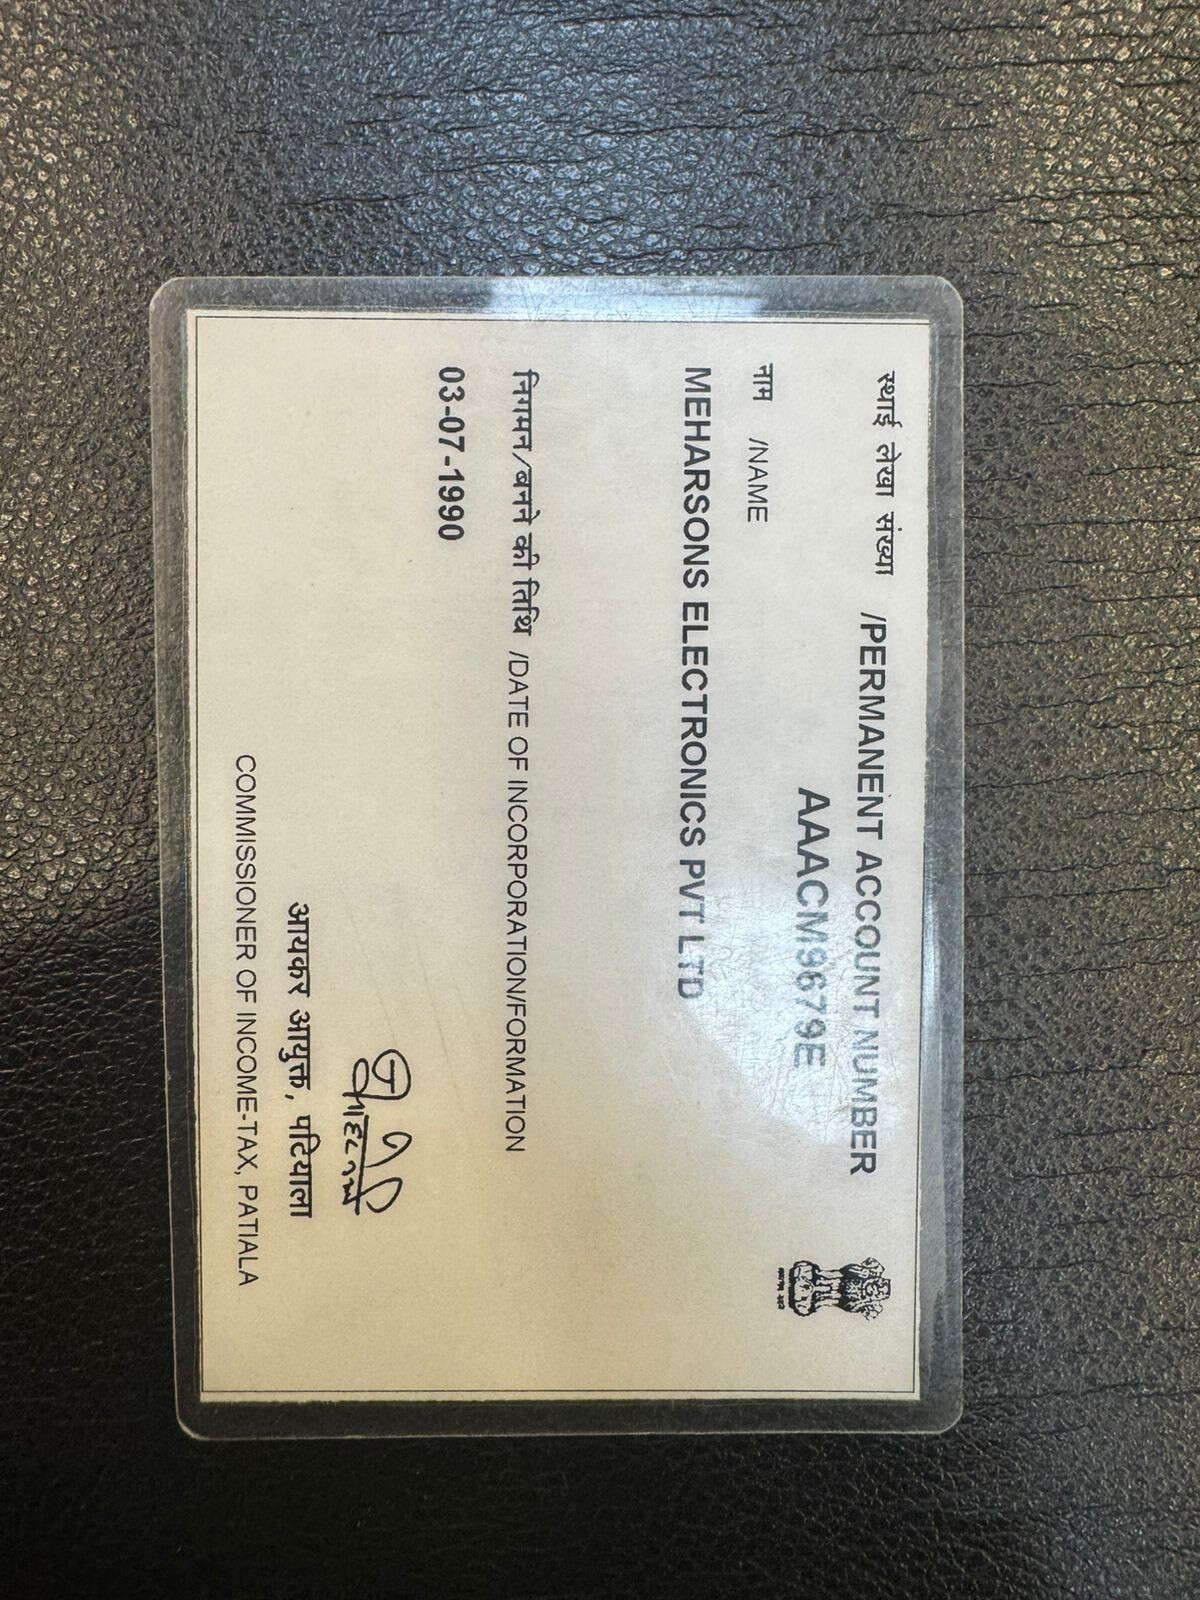 स्थाई लेखा संख्या /PERMANENT ACCOUNT NUMBER
AAACM9679E
नाम /NAME
MEHARSONS ELECTRONICS PVT LTD
निगमन/बनने की तिथि /DATE OF INCORPORATION/FORMATION
03-07-1990
आयकर आयुक्त, पटियाला
COMMISSIONER OF INCOME-TAX, PATIALA